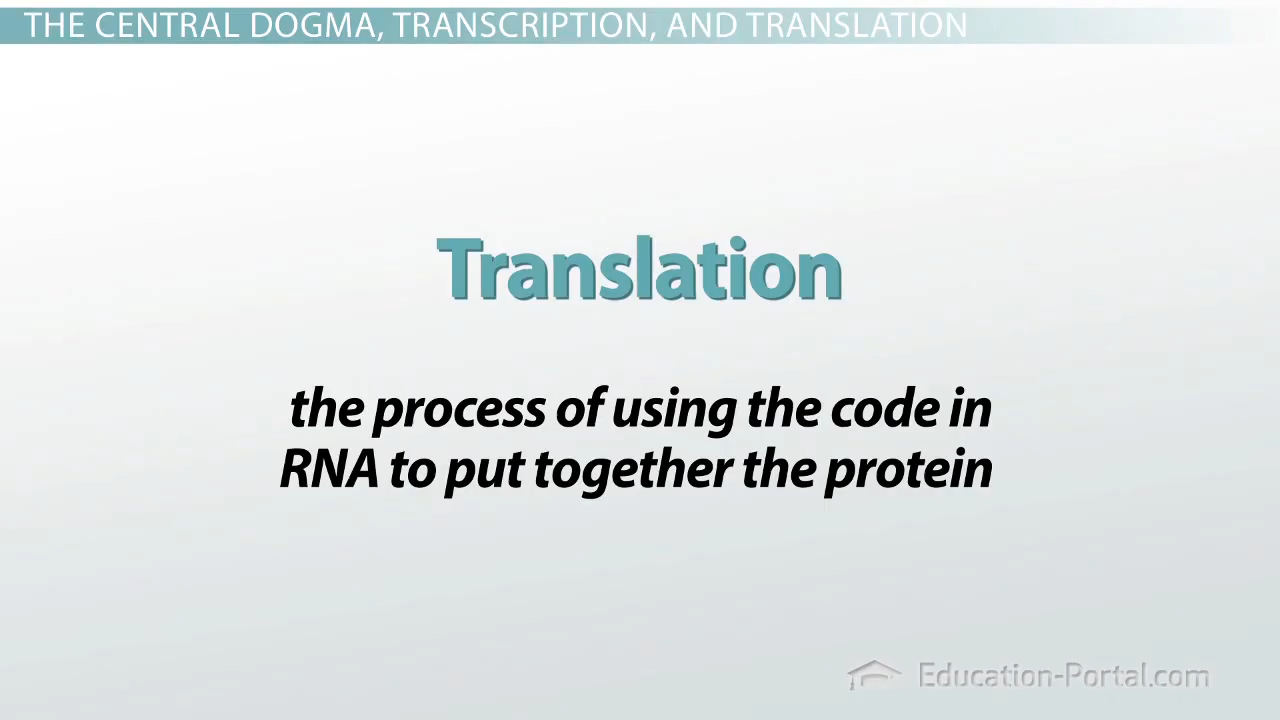 THE CENTRAL DOGMA, TRANSCRIPTION, AND TRANSLATION
Translation
the process of using the code in
RNA to put together the protein
Education-Portal.com